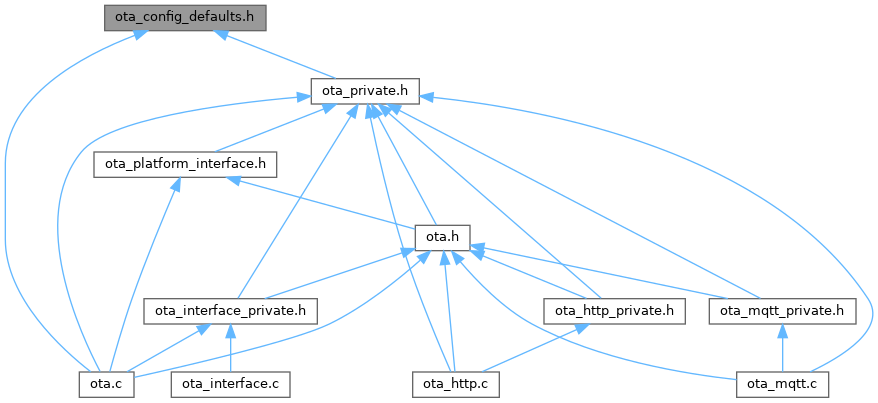 ota_config_defaults.h
ota_private.h
ota_platform_interface.h
ota.h
ota_interface_private.h
ota_http_private.h
ota_mqtt_private.h
ota.c
ota_interface.c
ota_http.c
ota_mqtt.c